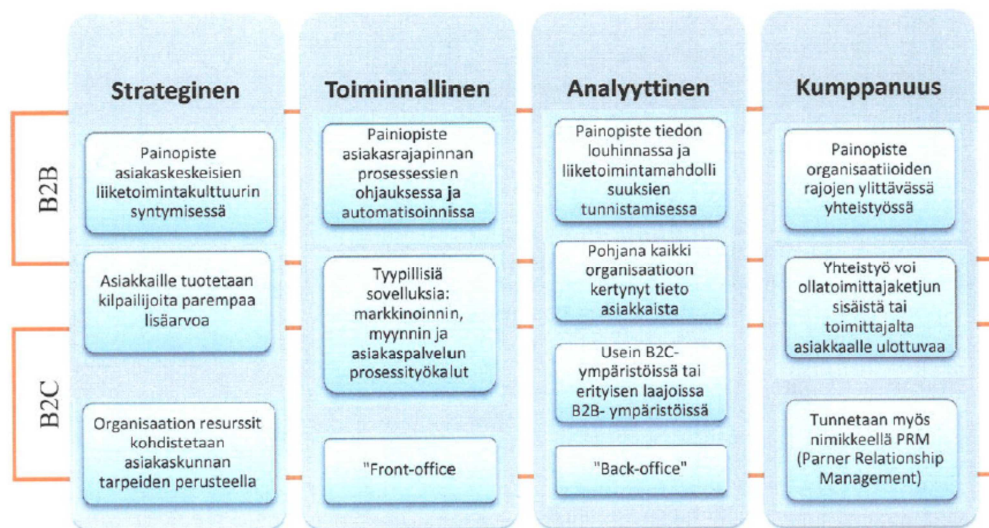 B2B
B2C
Strateginen
Painopiste
asiakaskeskeisien
liiketoimintakulttuurin
syntymisessä
Asiakkaille tuotetaan
kilpailijoita parempaa
lisäarvoa
Organisaation resurssit
kohdistetaan
asiakaskunnan
tarpeiden perusteella
Toiminnallinen
Painiopiste
asiakasrajapinnan
prosessessien
ohjauksessa ja
automatisoinnissa
Tyypillisiä
sovelluksia:
markkinoinnin,
myynnin ja
asiakaspalvelun
prosessityökalut
"Front-office
Analyyttinen
Painopiste tiedon
louhinnassa ja
liiketoimintamahdolli
suuksien
tunnistamisessa
Pohjana kaikki
organisaatioon
kertynyt tieto
asiakkaista
Usein B2C-
ympäristöissä tai
erityisen laajoissa
B2B- ympäristöissä
"Back-office"
Kumppanuus
Painopiste
organisaatiioiden
rajojen ylittävässä
yhteistyössä
Yhteistyö voi
ollatoimittajaketjun
sisäistä tai
toimittajalta
asiakkaalle ulottuvaa
Tunnetaan myös
nimikkeellä PRM
(Parner Relationship
Management)